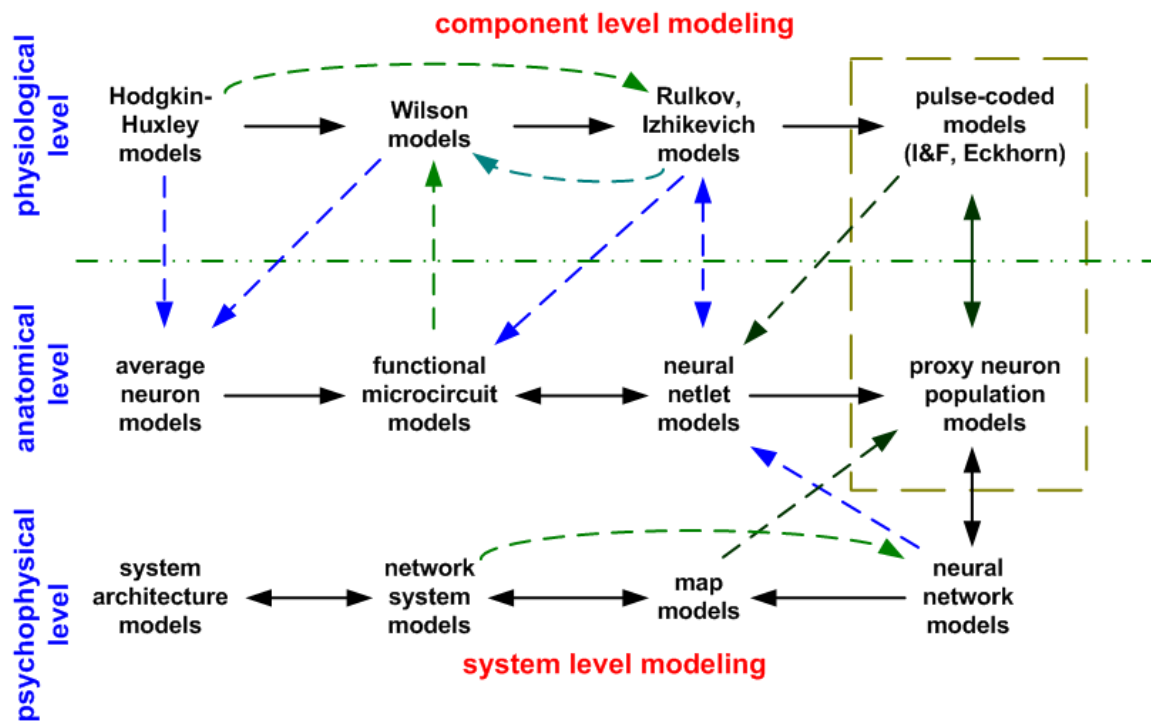 component level modeling
physiological
level
Hodgkin-
Huxley
models
Wilson
models
Rulkov,
Izhikevich
models
pulse-coded
models
(I&F, Eckhorn)
anatomical
level
average
neuron
models
functional
microcircuit
models
neural
netlet
models
proxy neuron
population
models
psychophysical
level
system
architecture
models
network
system
models
map
models
neural
network
models
system level modeling